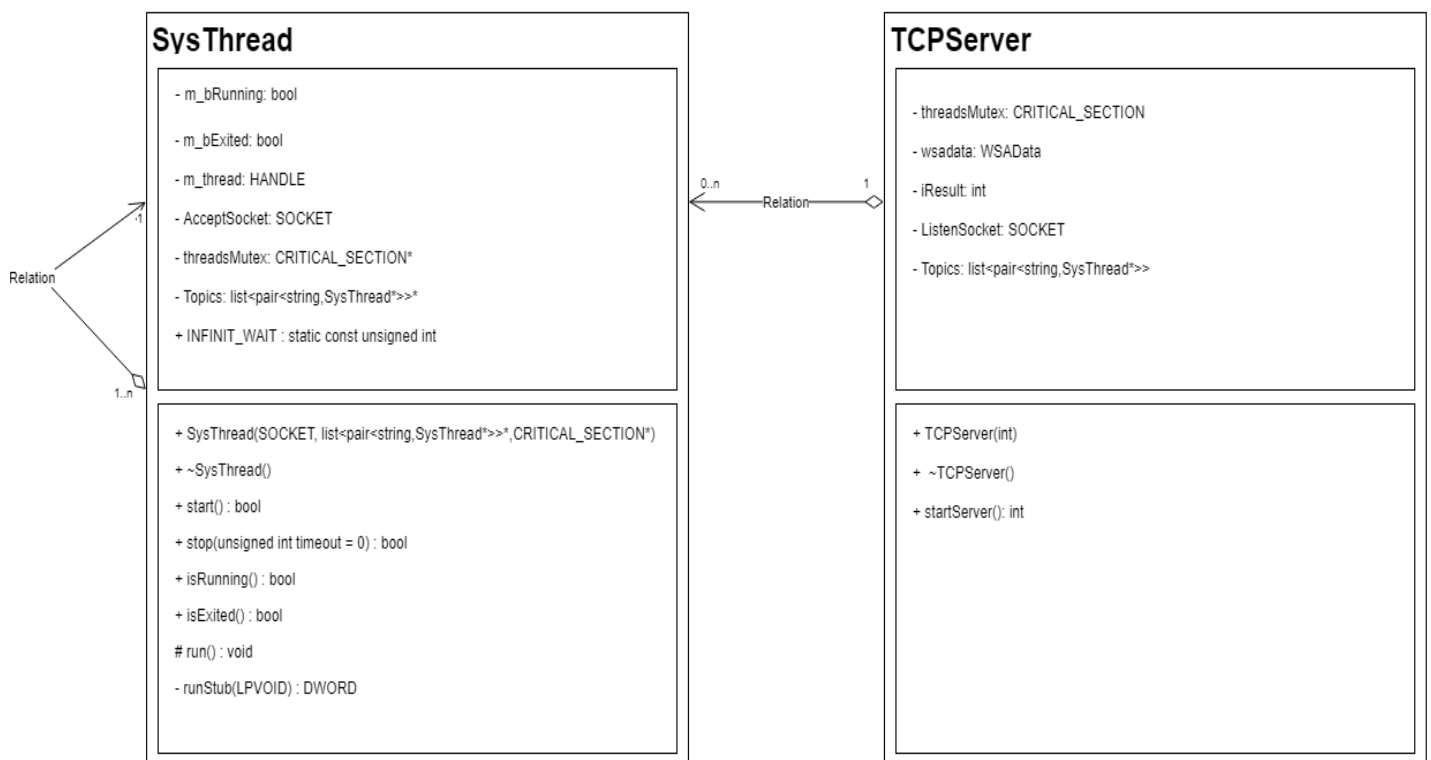 SysThread
- m_bRunning: bool
- m_bExited: bool
- m_thread: HANDLE
- AcceptSocket: SOCKET
- threadsMutex: CRITICAL_SECTION*
- Topics: list<pair<string,SysThread*>>*
+ INFINIT_WAIT : static const unsigned int
+ SysThread(SOCKET, list<pair<string,SysThread*>>*,CRITICAL_SECTION*)
+ ~SysThread()
+ start() : bool
+ stop(unsigned int timeout = 0) : bool
+ isRunning() : bool
+ isExited() : bool
# run() : void
- runStub(LPVOID) : DWORD
Relation
1
1..n
0..n
Relation
1
TCPServer
- threadsMutex: CRITICAL_SECTION
- wsadata: WSAData
- iResult: int
- ListenSocket: SOCKET
- Topics: list<pair<string,SysThread*>>
+ TCPServer(int)
+ ~TCPServer()
+ startServer(): int